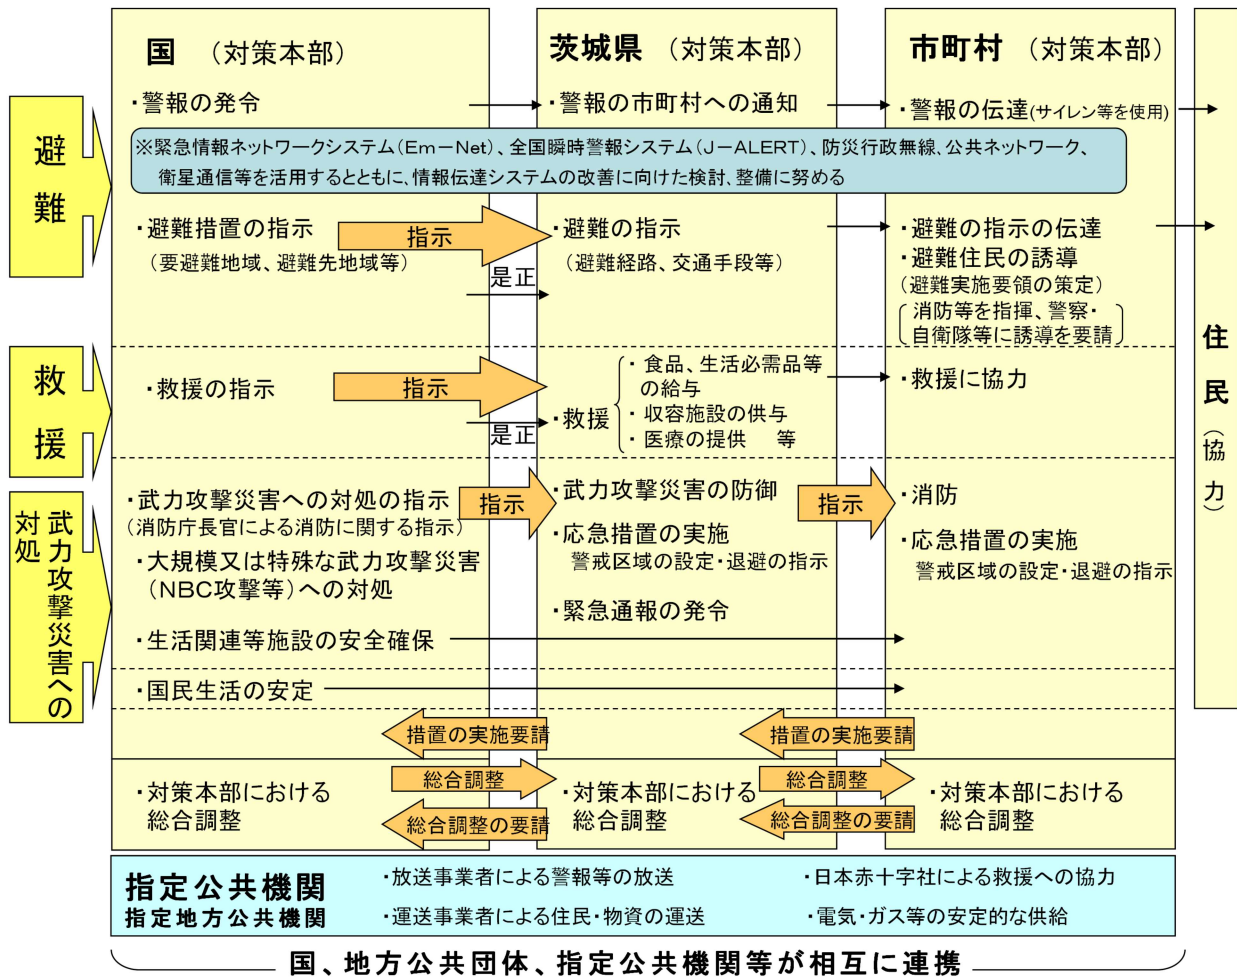 国 (対策本部)
茨城県 (対策本部)
市町村 (対策本部)
避難
・警報の発令
・警報の市町村への通知
・警報の伝達(サイレン等を使用)
※緊急情報ネットワークシステム(Em-Net)、全国瞬時警報システム(J-ALERT)、防災行政無線、公共ネットワーク、
衛星通信等を活用するとともに、情報伝達システムの改善に向けた検討、整備に努める
・避難措置の指示
(要避難地域、避難先地域等)
指示
是正
・避難の指示
(避難経路、交通手段等)
・避難の指示の伝達
・避難住民の誘導
(避難実施要領の策定)
消防等を指揮、警察・
自衛隊等に誘導を要請
住民(協力)
救援
・救援の指示
指示
是正
・救援
・食品、生活必需品等
の給与
・収容施設の供与
・医療の提供 等
・救援に協力
武力攻撃災害への
対処
・武力攻撃災害への対処の指示
(消防庁長官による消防に関する指示)
・大規模又は特殊な武力攻撃災害
(NBC攻撃等)への対処
・生活関連等施設の安全確保
指示
・武力攻撃災害の防御
・応急措置の実施
警戒区域の設定・退避の指示
・緊急通報の発令
指示
・消防
・応急措置の実施
警戒区域の設定・退避の指示
・国民生活の安定
措置の実施要請
措置の実施要請
・対策本部における
総合調整
総合調整
総合調整の要請
・対策本部における
総合調整
総合調整
総合調整の要請
・対策本部における
総合調整
指定公共機関
指定地方公共機関
・放送事業者による警報等の放送
・日本赤十字社による救援への協力
・運送事業者による住民・物資の運送
・電気・ガス等の安定的な供給
国、地方公共団体、指定公共機関等が相互に連携